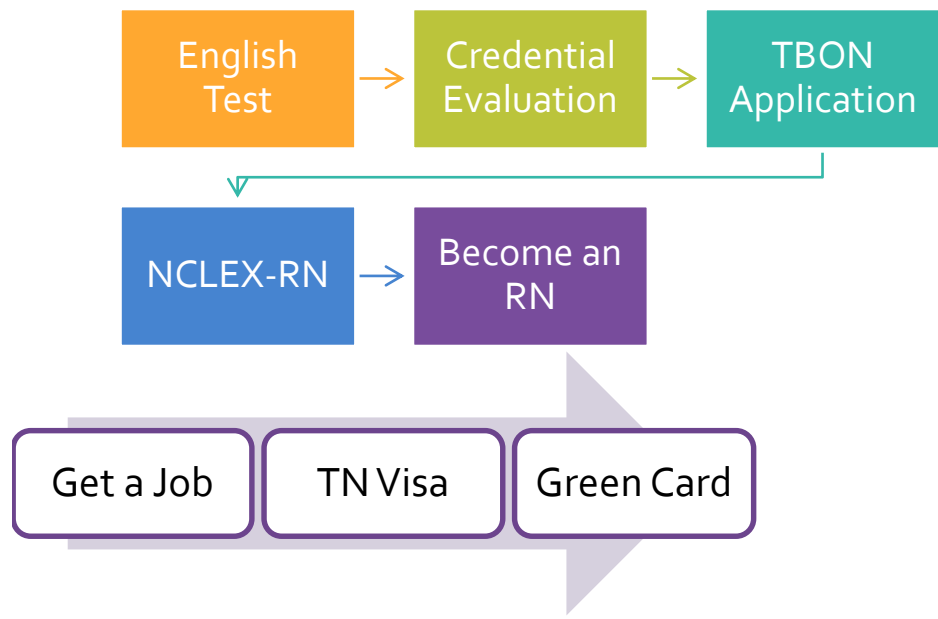 English
Test
Credential
Evaluation
TBON
Application
NCLEX-RN
Become an
RN
Get a Job
TN Visa
Green Card